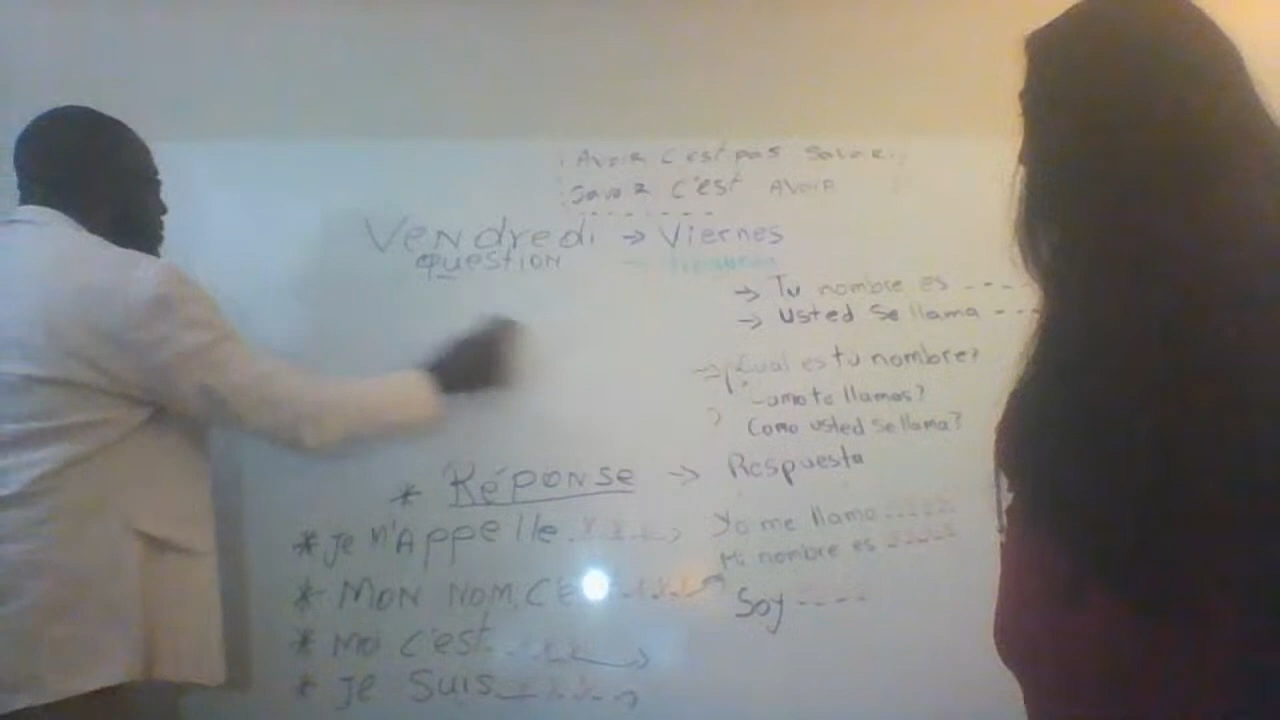 Avoir c'est pas Savoir.
Savoir c'est Avoir
Vendredi → Viernes
question
→ Tu nombre es ----
→ Usted Se llama ---
→ ¿Cual es tu nombre?
como te llamas?
Como usted se llama?
* Réponse → Respuesta
* je m'Appelle Yo me llamo
Mi nombre es
* MON NOM, C'E
Soy ----
* Moi c'est
* Je Suis